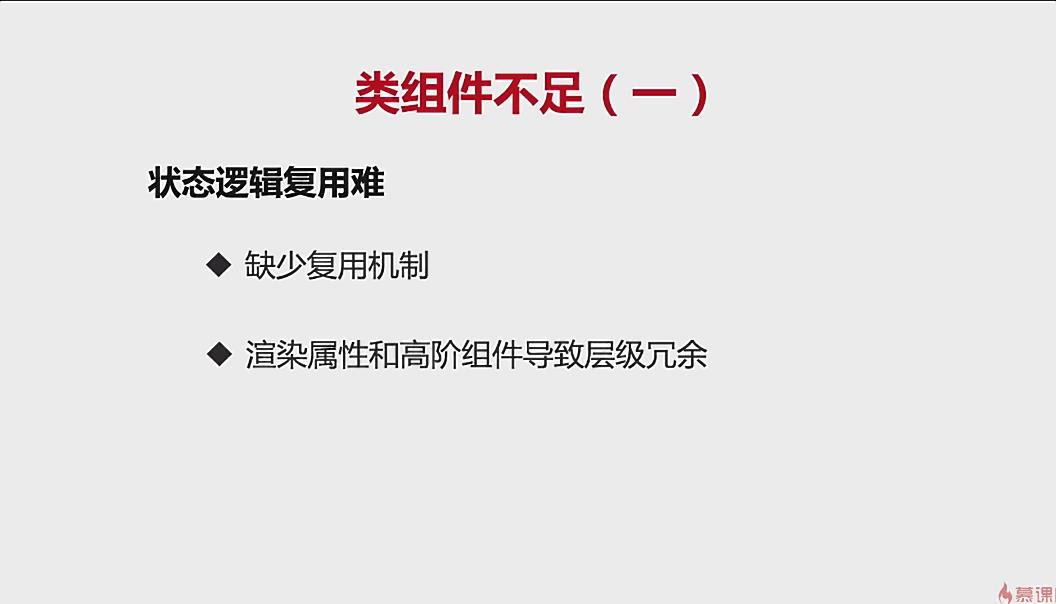 类组件不足（一）
状态逻辑复用难
◆ 缺少复用机制
◆ 渲染属性和高阶组件导致层级冗余
慕课